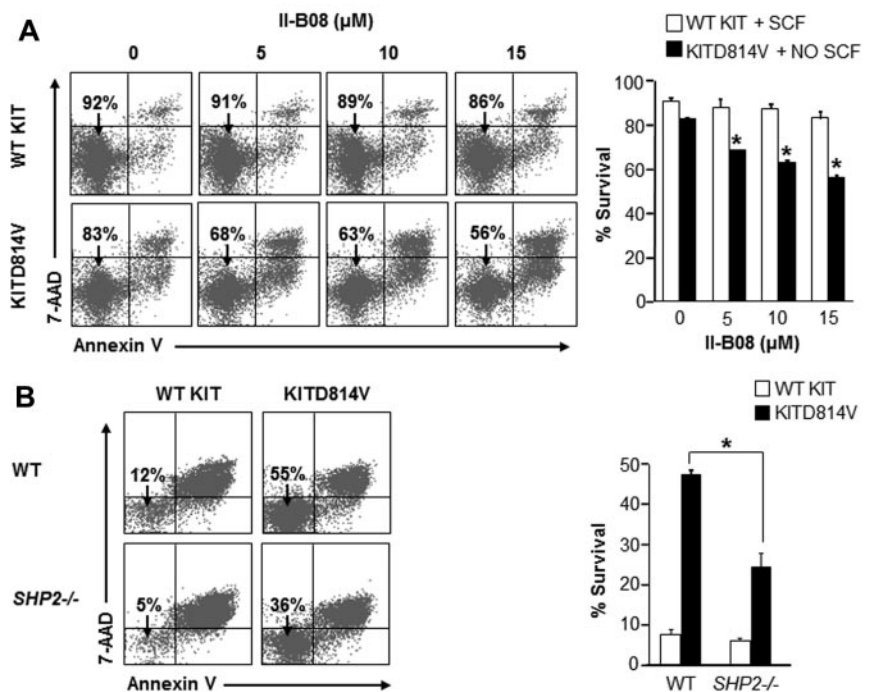 A
II-B08 (µM)
0 5 10 15
WT KIT
92% 91% 89% 86%
KITD814V
83% 68% 63% 56%
7-AAD
Annexin V
WT KIT + SCF
KITD814V + NO SCF
% Survival
100
80
60
40
20
0
* * *
0 5 10 15
II-B08 (µM)
B
WT KIT KITD814V
WT
12% 55%
SHP2-/-
5% 36%
7-AAD
Annexin V
WT KIT
KITD814V
% Survival
50
40
30
20
10
0
*
WT SHP2-/-